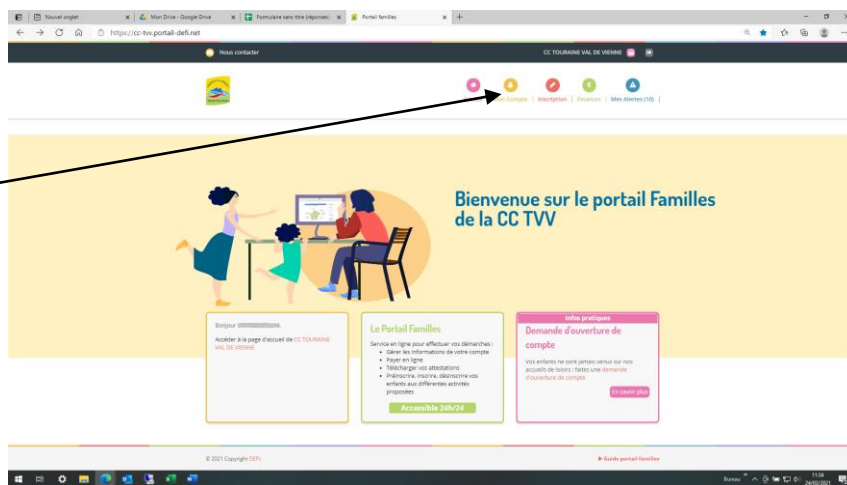 Nouvel onglet
Mon Drive - Google Drive
Formulaire sans titre (réponses)
Portail familles
https://cc-tvv.portail-defi.net
Nous contacter
CC TOURAINE VAL DE VIENNE
Compte | Inscription | Finances | Mes Alertes (10) |
Bienvenue sur le portail Familles
de la CC TVV
Bonjour
Accéder à la page d'accueil de CC TOURAINE
VAL DE VIENNE
Le Portail Familles
Service en ligne pour effectuer vos démarches :
Gérer les informations de votre compte
Payer en ligne
Télécharger vos attestations
Préinscrire, inscrire, désinscrire vos
enfants aux différentes activités
proposées
Accessible 24h/24
Infos pratiques
Demande d'ouverture de
compte
Vos enfants ne sont jamais venus sur nos
accueils de loisirs : faites une demande
d'ouverture de compte
En savoir plus
© 2021 Copyright DEFI.
Guide portail familles
Bureau
11:04
24/03/2021